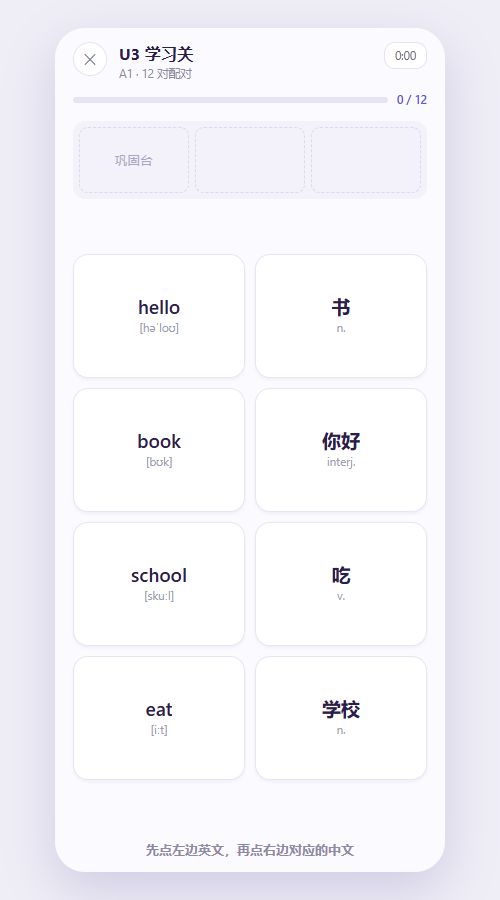 U3 学习关
A1 · 12 对配对
0:00
0 / 12
巩固台
hello
[həˈloʊ]
书
n.
book
[bʊk]
你好
interj.
school
[skuːl]
吃
v.
eat
[iːt]
学校
n.
先点左边英文，再点右边对应的中文